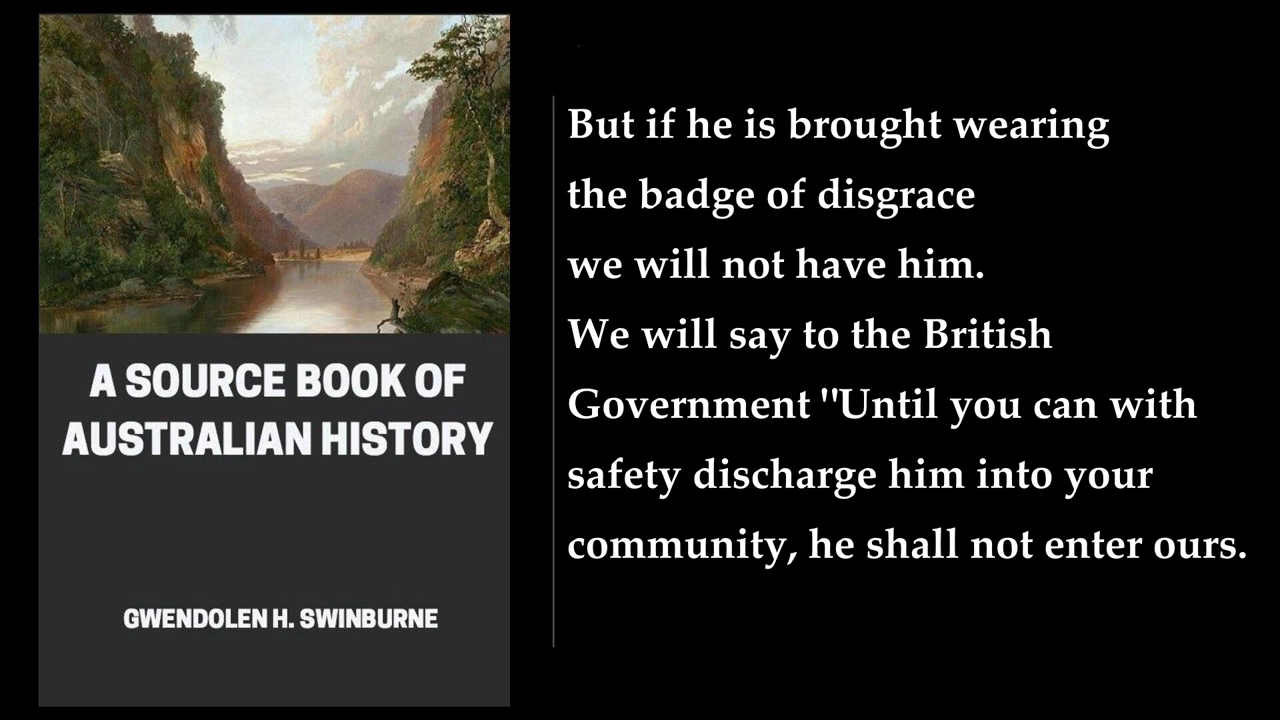 A SOURCE BOOK OF
AUSTRALIAN HISTORY
GWENDOLEN H. SWINBURNE
But if he is brought wearing
the badge of disgrace
we will not have him.
We will say to the British
Government "Until you can with
safety discharge him into your
community, he shall not enter ours.